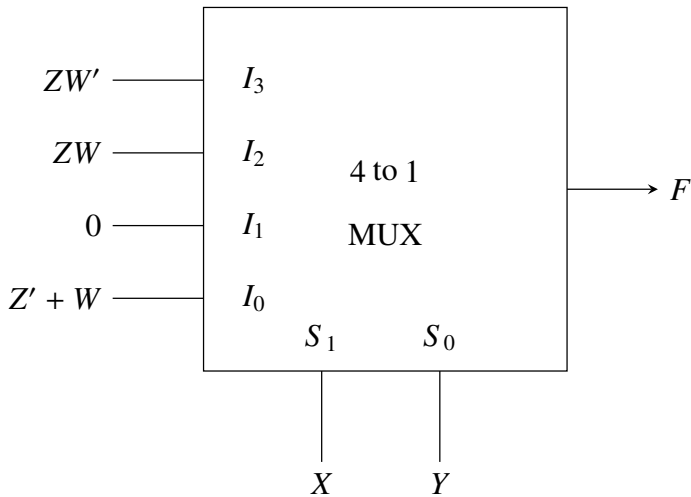 ZW′ I₃
ZW I₂ 4 to 1 F
0 I₁ MUX
Z′ + W I₀
S₁ S₀
X Y